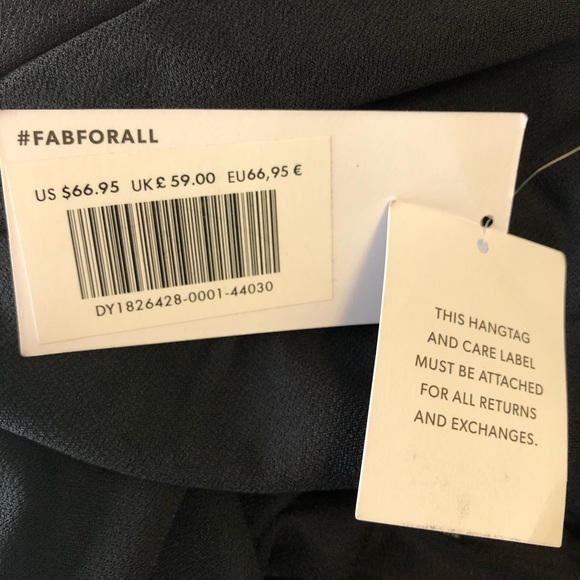 #FABFORALL
US $66.95 UK£ 59.00 EU66,95 €
DY1826428-0001-44030
THIS HANGTAG
AND CARE LABEL
MUST BE ATTACHED
FOR ALL RETURNS
AND EXCHANGES.